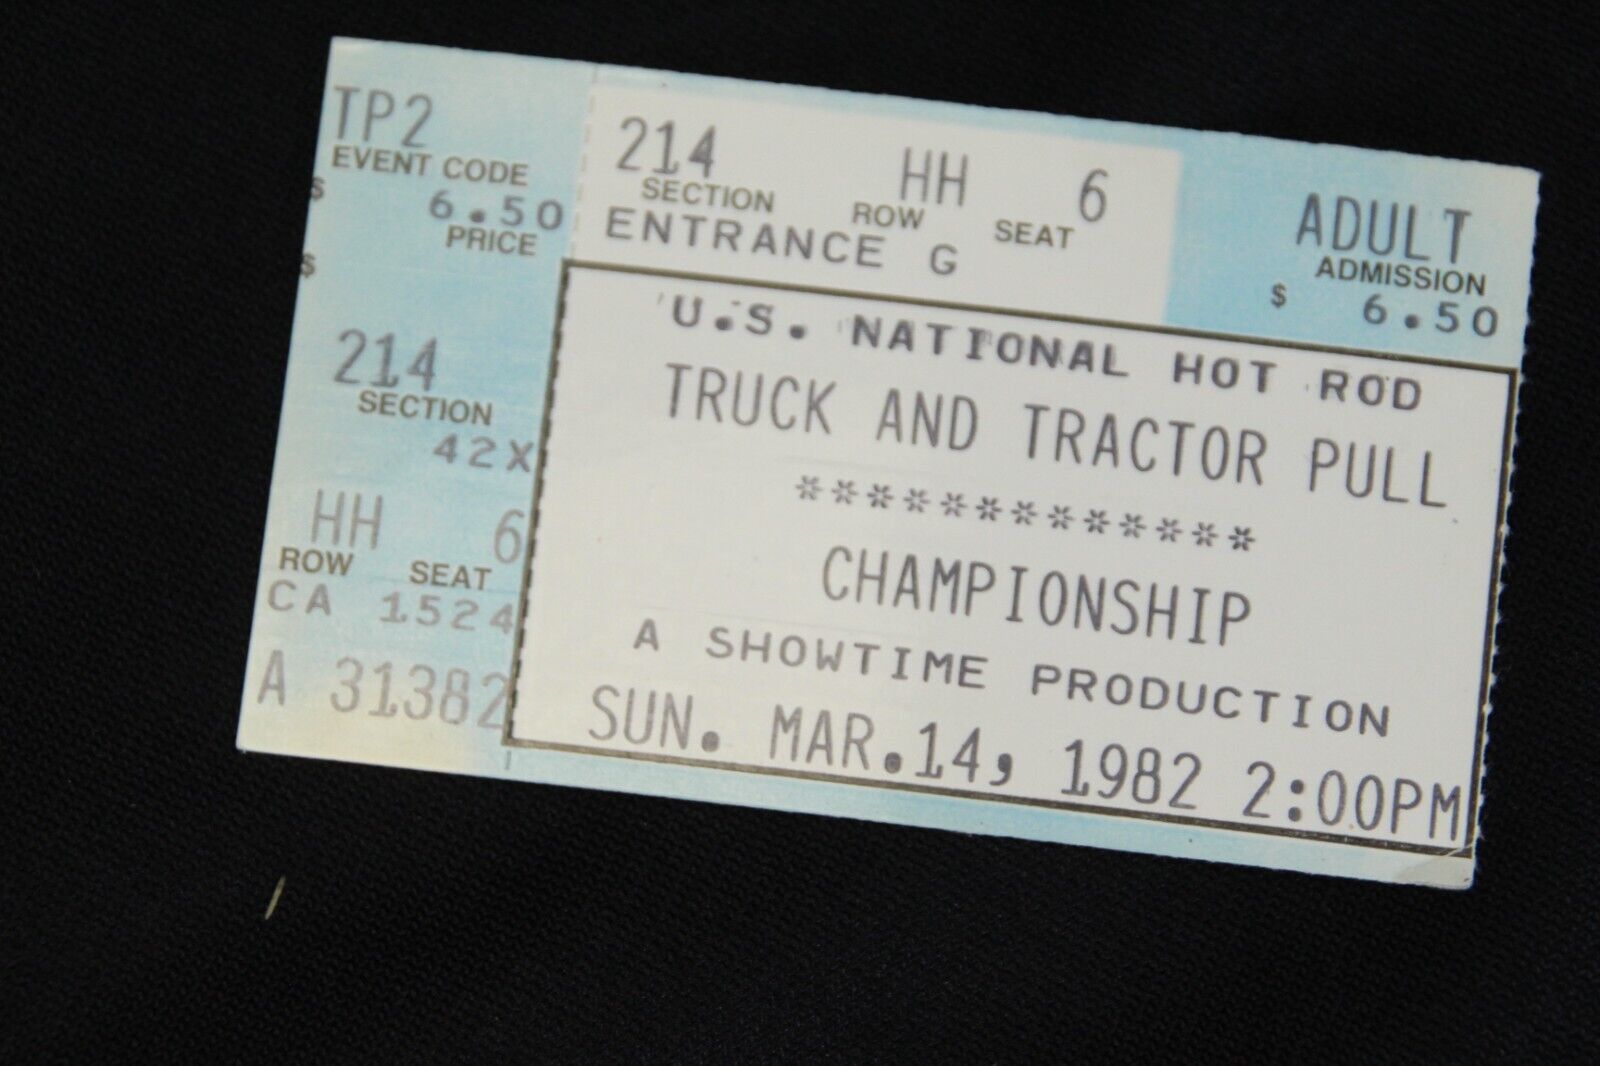 TP2
EVENT CODE
$ 6.50
PRICE
$
214
SECTION
42X
HH 6
ROW SEAT
CA 1524
A 31382
214 HH 6
SECTION ROW SEAT
ENTRANCE G
ADULT
ADMISSION
$ 6.50
U.S. NATIONAL HOT ROD
TRUCK AND TRACTOR PULL
*************
CHAMPIONSHIP
A SHOWTIME PRODUCTION
SUN. MAR.14, 1982 2:00PM